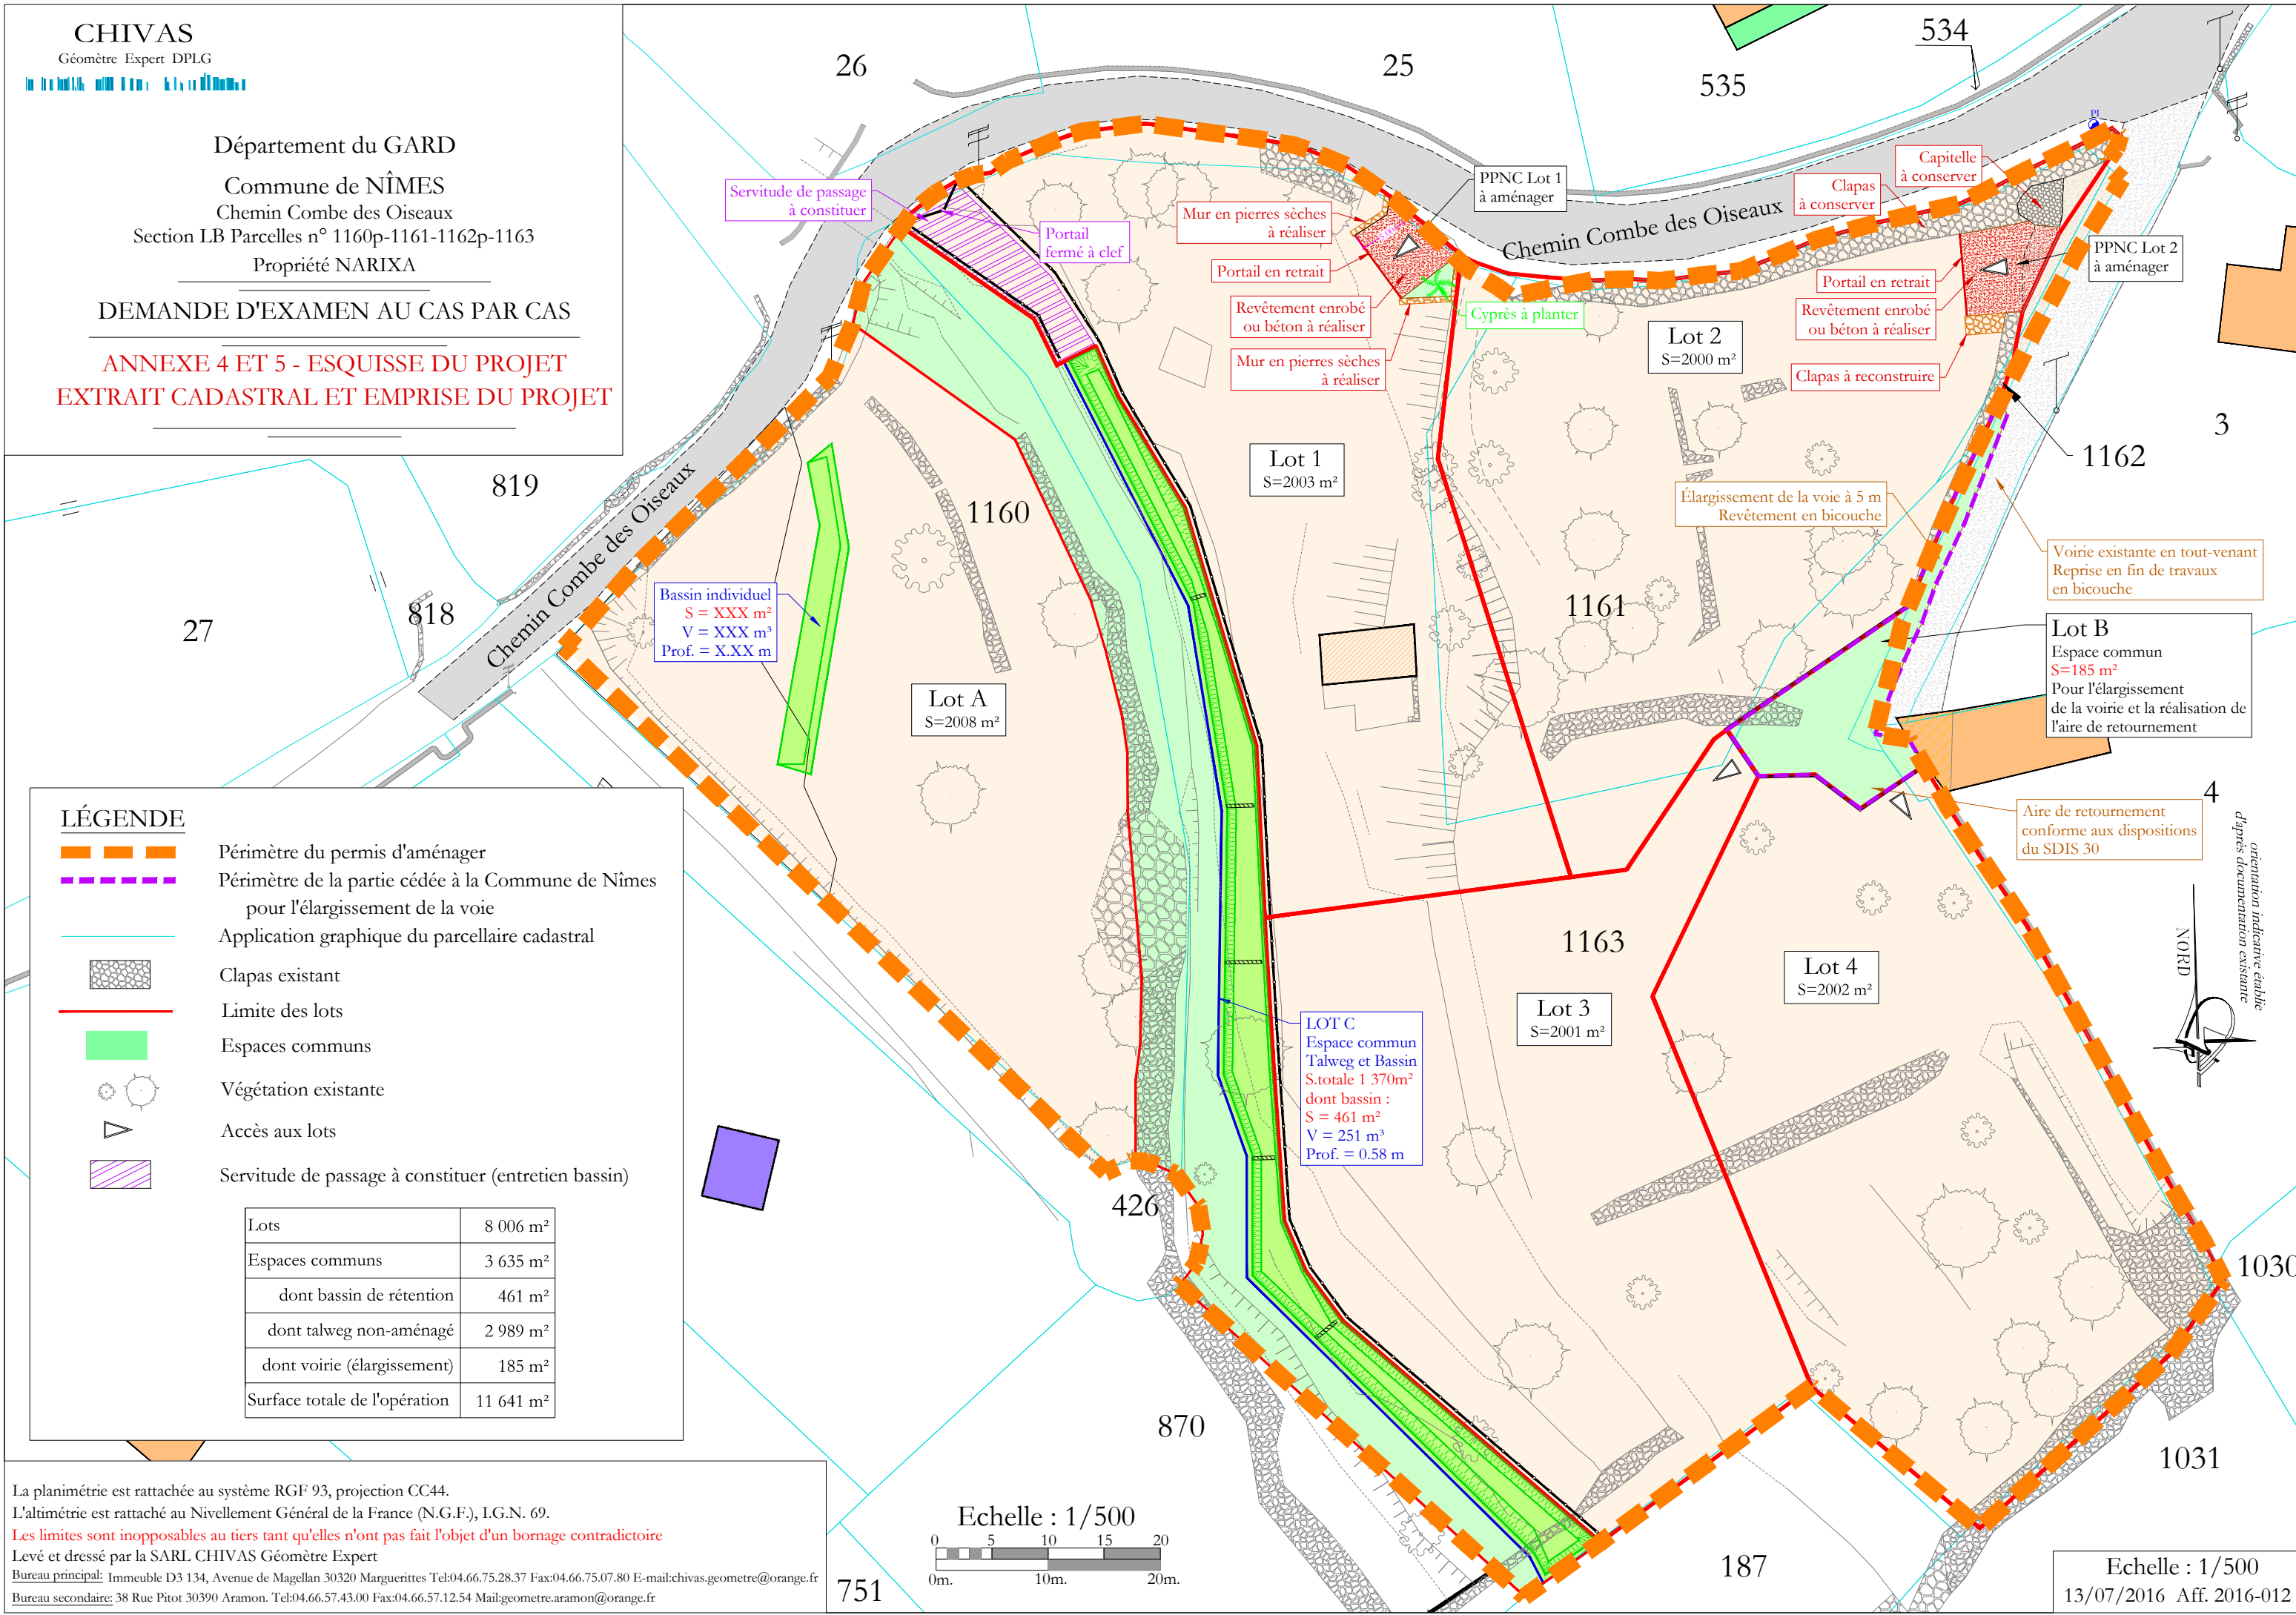 CHIVAS
Géomètre Expert DPLG
Département du GARD
Commune de NÎMES
Chemin Combe des Oiseaux
Section LB Parcelles n° 1160p-1161-1162p-1163
Propriété NARIXA
DEMANDE D'EXAMEN AU CAS PAR CAS
ANNEXE 4 ET 5 - ESQUISSE DU PROJET
EXTRAIT CADASTRAL ET EMPRISE DU PROJET
26
25
535
534
PI
Servitude de passage
à constituer
Portail
fermé à clef
Mur en pierres sèches
à réaliser
Portail en retrait
Revêtement enrobé
ou béton à réaliser
Mur en pierres sèches
à réaliser
PPNC Lot 1
à aménager
Cyprès à planter
Chemin Combe des Oiseaux
Capitelle
à conserver
Clapas
à conserver
PPNC Lot 2
à aménager
Portail en retrait
Revêtement enrobé
ou béton à réaliser
Clapas à reconstruire
Lot 2
S=2000 m²
Lot 1
S=2003 m²
3
1162
819
818
27
1160
1161
Chemin Combe des Oiseaux
Élargissement de la voie à 5 m
Revêtement en bicouche
Voirie existante en tout-venant
Reprise en fin de travaux
en bicouche
Bassin individuel
S = XXX m²
V = XXX m³
Prof. = X.XX m
Lot B
Espace commun
S=185 m²
Pour l'élargissement
de la voirie et la réalisation de
l'aire de retournement
Lot A
S=2008 m²
4
Aire de retournement
conforme aux dispositions
du SDIS 30
orientation indicative établie
d'après documentation existante
NORD
1163
Lot 4
S=2002 m²
Lot 3
S=2001 m²
LOT C
Espace commun
Talweg et Bassin
S.totale 1 370m²
dont bassin :
S = 461 m²
V = 251 m³
Prof. = 0.58 m
426
1030
870
1031
187
751
LÉGENDE
Périmètre du permis d'aménager
Périmètre de la partie cédée à la Commune de Nîmes
pour l'élargissement de la voie
Application graphique du parcellaire cadastral
Clapas existant
Limite des lots
Espaces communs
Végétation existante
Accès aux lots
Servitude de passage à constituer (entretien bassin)
Lots 8 006 m²
Espaces communs 3 635 m²
dont bassin de rétention 461 m²
dont talweg non-aménagé 2 989 m²
dont voirie (élargissement) 185 m²
Surface totale de l'opération 11 641 m²
La planimétrie est rattachée au système RGF 93, projection CC44.
L'altimétrie est rattaché au Nivellement Général de la France (N.G.F.), I.G.N. 69.
Les limites sont inopposables au tiers tant qu'elles n'ont pas fait l'objet d'un bornage contradictoire
Levé et dressé par la SARL CHIVAS Géomètre Expert
Bureau principal: Immeuble D3 134, Avenue de Magellan 30320 Marguerittes Tel:04.66.75.28.37 Fax:04.66.75.07.80 E-mail:chivas.geometre@orange.fr
Bureau secondaire: 38 Rue Pitot 30390 Aramon. Tel:04.66.57.43.00 Fax:04.66.57.12.54 Mail:geometre.aramon@orange.fr
Echelle : 1/500
0 5 10 15 20
0m. 10m. 20m.
Echelle : 1/500
13/07/2016 Aff. 2016-012